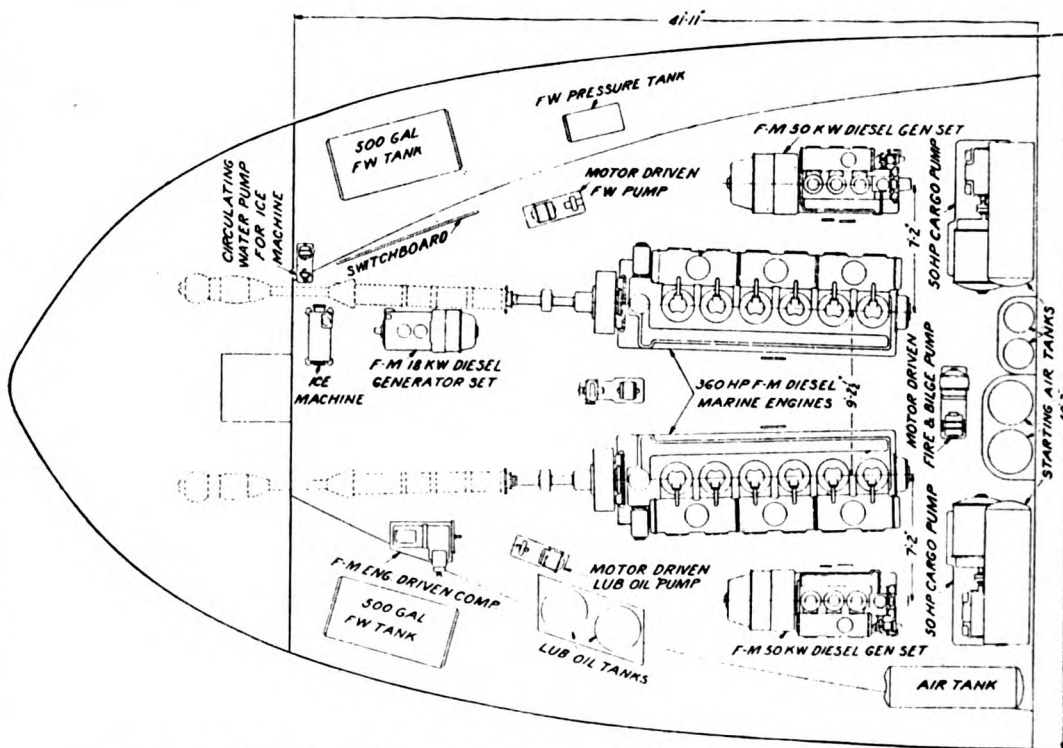 41'-11"
FW PRESSURE TANK
500 GAL
FW TANK
F-M 50 KW DIESEL GEN SET
MOTOR DRIVEN
FW PUMP
CIRCULATING
WATER PUMP
FOR ICE
MACHINE
SWITCHBOARD
50 HP CARGO PUMP
7'-2"
ICE
MACHINE
F-M 18 KW DIESEL
GENERATOR SET
360 HP F-M DIESEL
MARINE ENGINES
9'-2½"
MOTOR DRIVEN
FIRE & BILGE PUMP
STARTING AIR TANKS
F-M ENG. DRIVEN COMP
MOTOR DRIVEN
LUB OIL PUMP
7'-2"
50 HP CARGO PUMP
500 GAL
FW TANK
LUB OIL TANKS
F-M 50 KW DIESEL GEN SET
AIR TANK